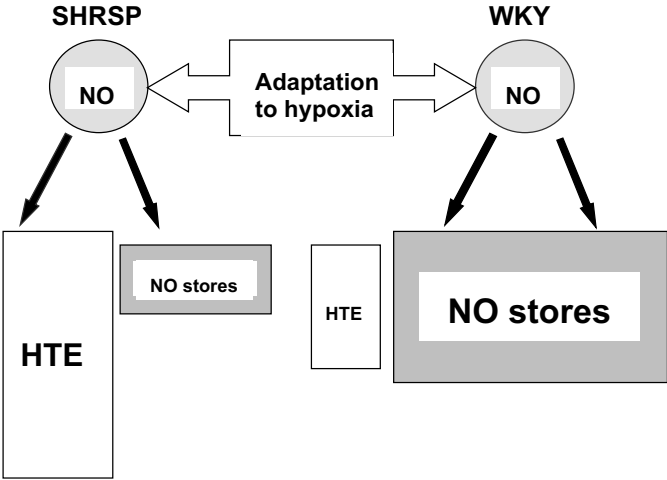 SHRSP
WKY
NO
Adaptation
to hypoxia
NO
HTE
NO stores
HTE
NO stores